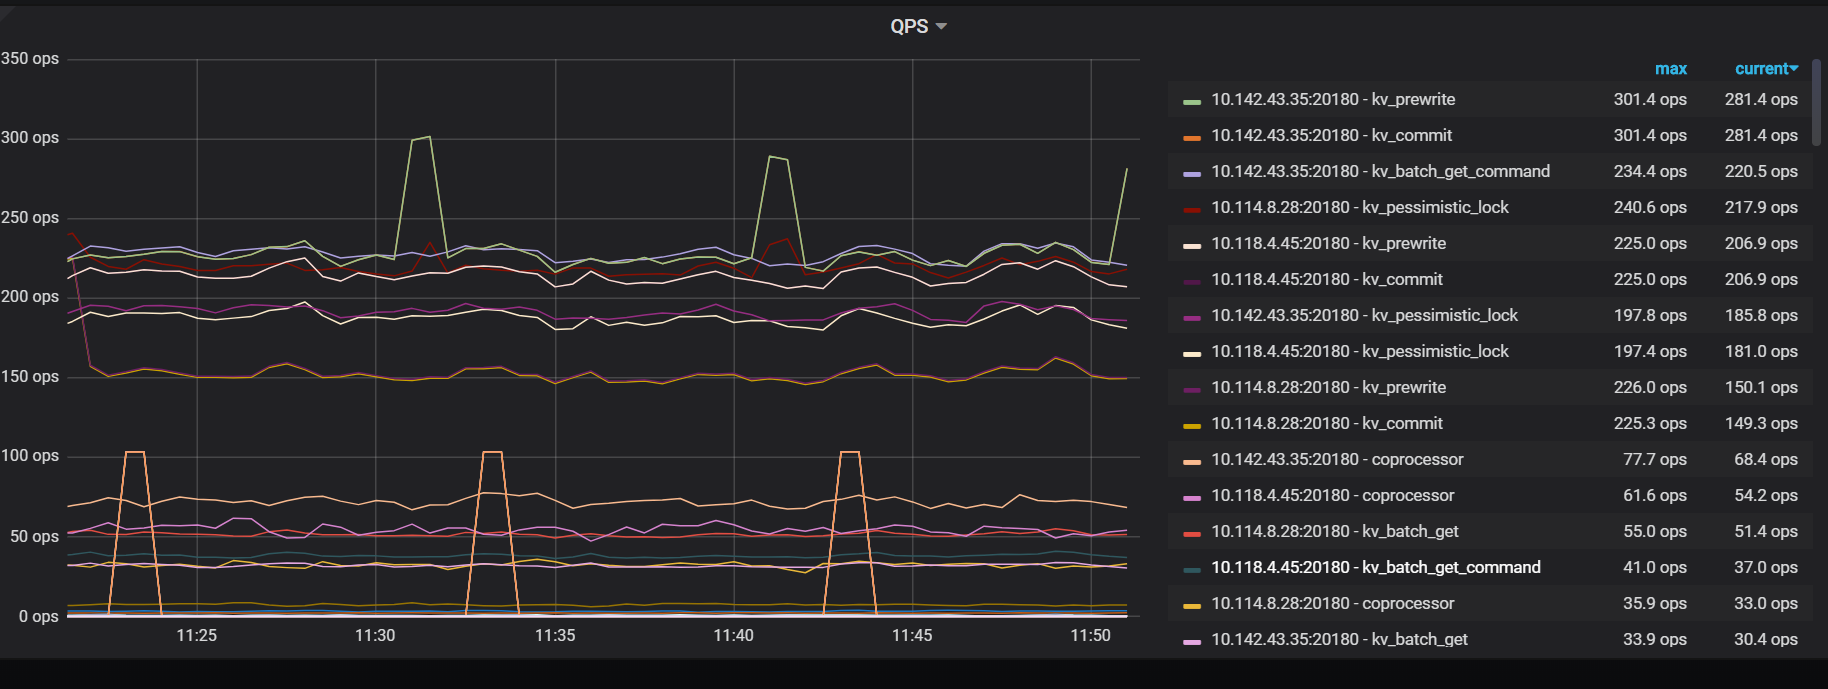 QPS
350 ops
300 ops
250 ops
200 ops
150 ops
100 ops
50 ops
0 ops
11:25 11:30 11:35 11:40 11:45 11:50
max current
10.142.43.35:20180 - kv_prewrite 301.4 ops 281.4 ops
10.142.43.35:20180 - kv_commit 301.4 ops 281.4 ops
10.142.43.35:20180 - kv_batch_get_command 234.4 ops 220.5 ops
10.114.8.28:20180 - kv_pessimistic_lock 240.6 ops 217.9 ops
10.118.4.45:20180 - kv_prewrite 225.0 ops 206.9 ops
10.118.4.45:20180 - kv_commit 225.0 ops 206.9 ops
10.142.43.35:20180 - kv_pessimistic_lock 197.8 ops 185.8 ops
10.118.4.45:20180 - kv_pessimistic_lock 197.4 ops 181.0 ops
10.114.8.28:20180 - kv_prewrite 226.0 ops 150.1 ops
10.114.8.28:20180 - kv_commit 225.3 ops 149.3 ops
10.142.43.35:20180 - coprocessor 77.7 ops 68.4 ops
10.118.4.45:20180 - coprocessor 61.6 ops 54.2 ops
10.114.8.28:20180 - kv_batch_get 55.0 ops 51.4 ops
10.118.4.45:20180 - kv_batch_get_command 41.0 ops 37.0 ops
10.114.8.28:20180 - coprocessor 35.9 ops 33.0 ops
10.142.43.35:20180 - kv_batch_get 33.9 ops 30.4 ops